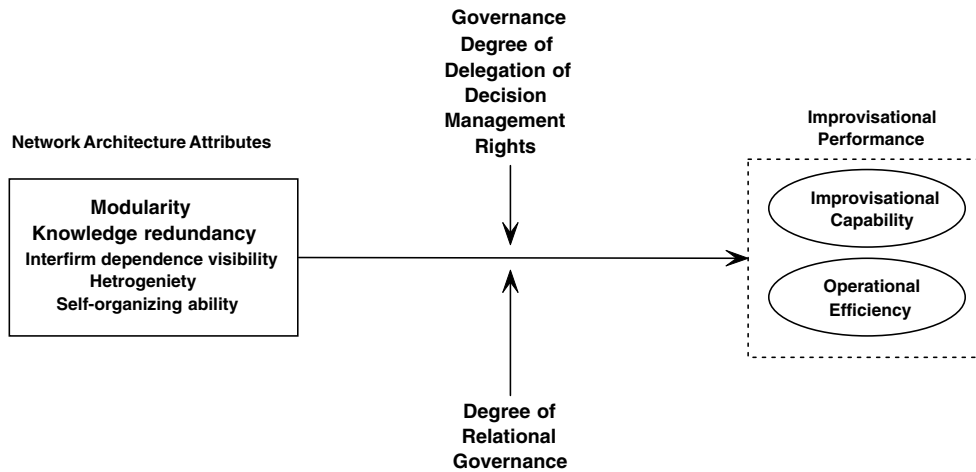 Governance
Degree of
Delegation of
Decision
Management
Rights
Network Architecture Attributes
Modularity
Knowledge redundancy
Interfirm dependence visibility
Hetrogeniety
Self-organizing ability
Improvisational
Performance
Improvisational
Capability
Operational
Efficiency
Degree of
Relational
Governance